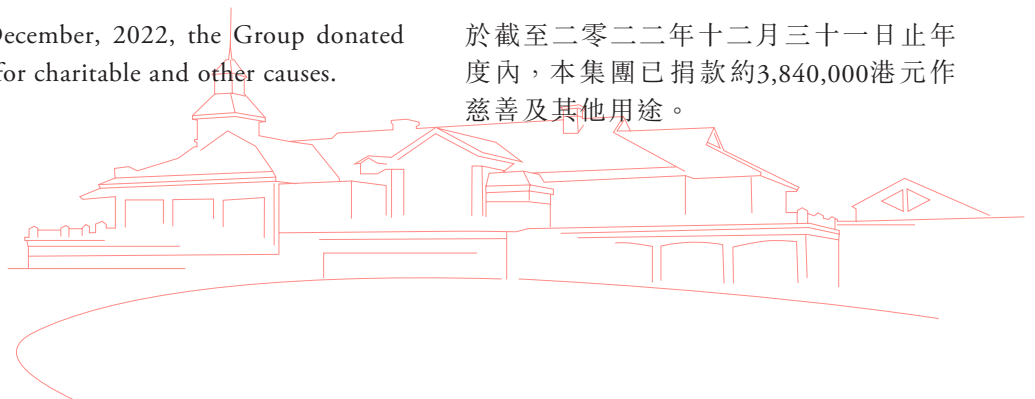 December, 2022, the Group donated
for charitable and other causes.
於截至二零二二年十二月三十一日止年
度內，本集團已捐款約3,840,000港元作
慈善及其他用途。